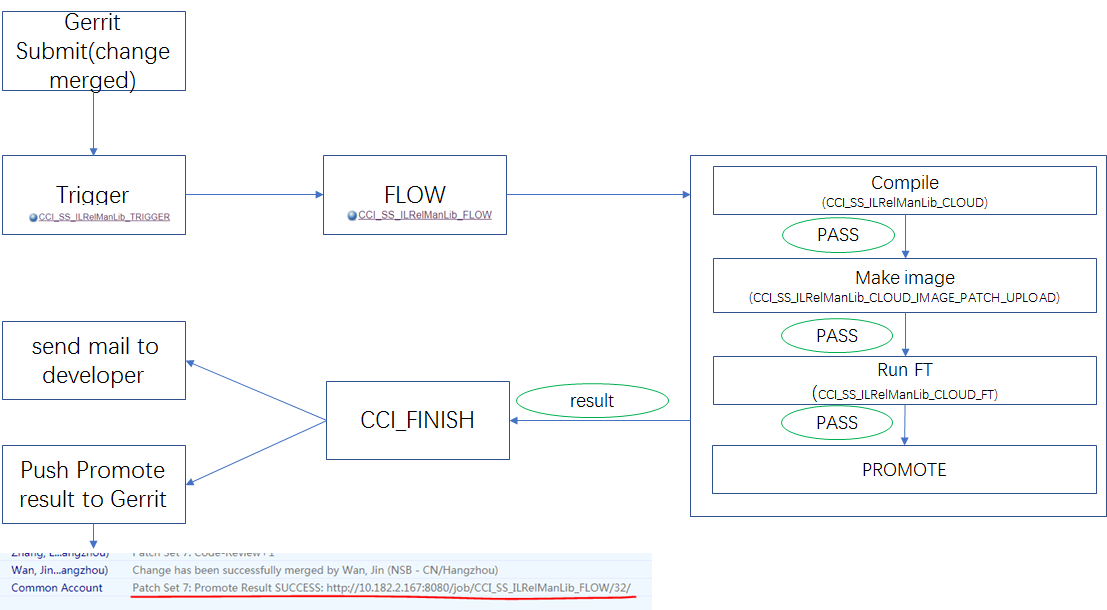 Gerrit
Submit(change
merged)
Trigger
CCI_SS_ILRelManLib_TRIGGER
FLOW
CCI_SS_ILRelManLib_FLOW
Compile
(CCI_SS_ILRelManLib_CLOUD)
PASS
Make image
(CCI_SS_ILRelManLib_CLOUD_IMAGE_PATCH_UPLOAD)
PASS
Run FT
(CCI_SS_ILRelManLib_CLOUD_FT)
PASS
PROMOTE
result
CCI_FINISH
send mail to
developer
Push Promote
result to Gerrit
Zhang, L...angzhou) Patch Set 7: Code-Review+1
Wan, Jin...angzhou) Change has been successfully merged by Wan, Jin (NSB - CN/Hangzhou)
Common Account Patch Set 7: Promote Result SUCCESS: http://10.182.2.167:8080/job/CCI_SS_ILRelManLib_FLOW/32/